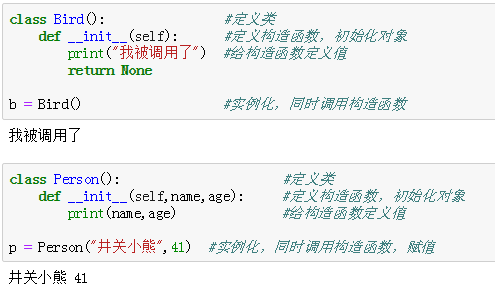 class Bird():                #定义类
    def __init__(self):      #定义构造函数，初始化对象
        print("我被调用了")  #给构造函数定义值
        return None
b = Bird()                   #实例化，同时调用构造函数
我被调用了
class Person():                      #定义类
    def __init__(self,name,age):     #定义构造函数，初始化对象
        print(name,age)              #给构造函数定义值
p = Person("井关小熊",41)  #实例化，同时调用构造函数，赋值
井关小熊 41